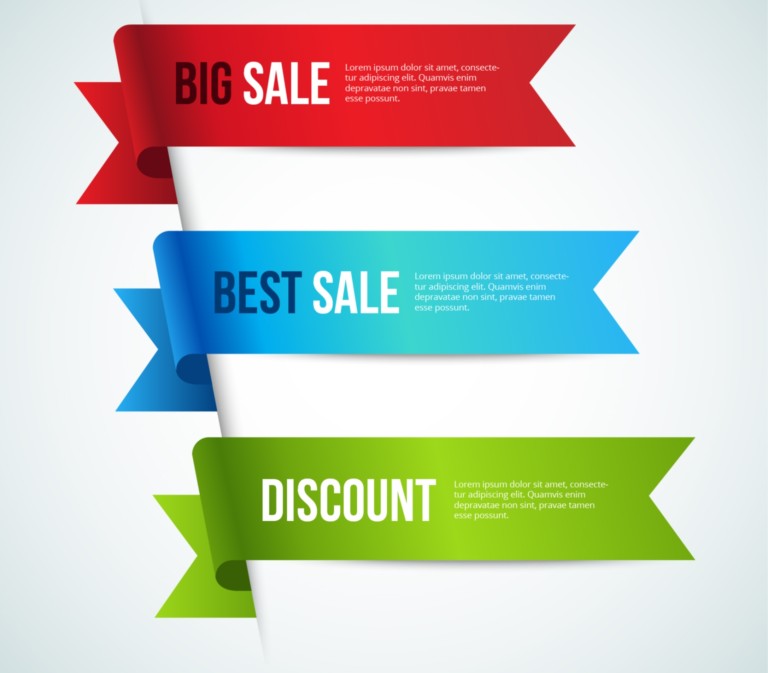 BIG SALE
Lorem ipsum dolor sit amet, consecte-
tur adipiscing elit. Quamvis enim
depravatae non sint, pravae tamen
esse possunt.
BEST SALE
Lorem ipsum dolor sit amet, consecte-
tur adipiscing elit. Quamvis enim
depravatae non sint, pravae tamen
esse possunt.
DISCOUNT
Lorem ipsum dolor sit amet, consecte-
tur adipiscing elit. Quamvis enim
depravatae non sint, pravae tamen
esse possunt.